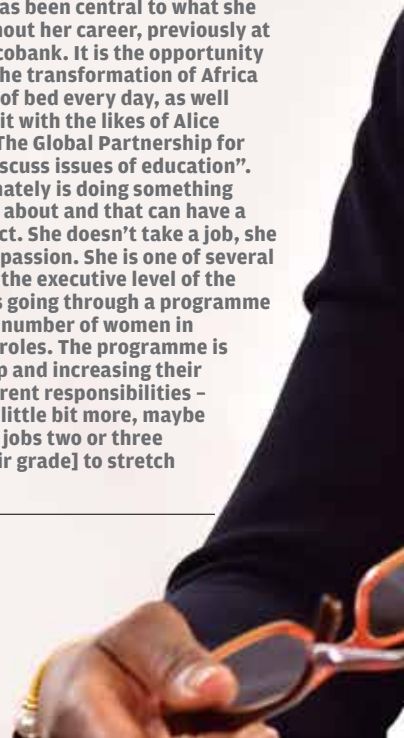 as been central to what she
out her career, previously at
cobank. It is the opportunity
he transformation of Africa
of bed every day, as well
it with the likes of Alice
The Global Partnership for
scuss issues of education”.
nately is doing something
about and that can have a
ct. She doesn’t take a job, she
passion. She is one of several
the executive level of the
s going through a programme
number of women in
roles. The programme is
p and increasing their
rent responsibilities –
little bit more, maybe
jobs two or three
ir grade] to stretch